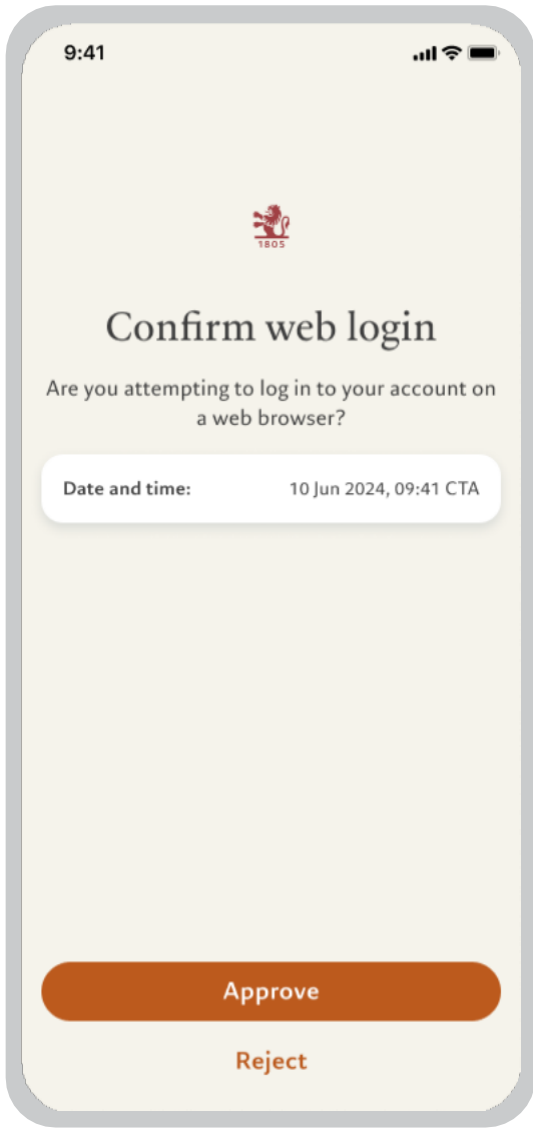 9:41
1805
Confirm web login
Are you attempting to log in to your account on
a web browser?
Date and time: 10 Jun 2024, 09:41 CTA
Approve
Reject